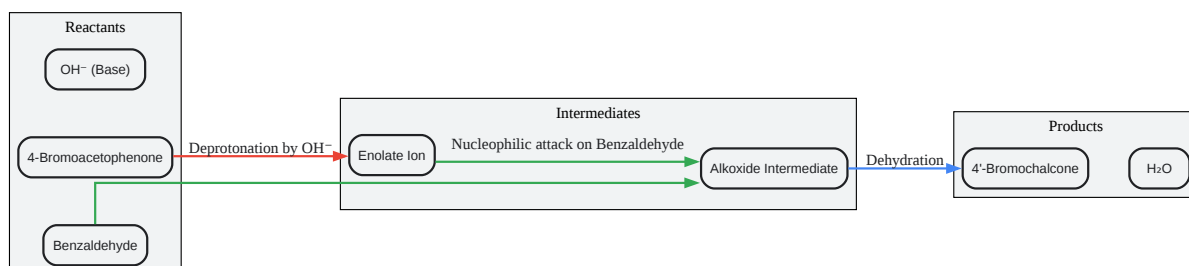 Reactants
OH⁻ (Base)
4-Bromoacetophenone
Benzaldehyde
Deprotonation by OH⁻
Intermediates
Enolate Ion
Nucleophilic attack on Benzaldehyde
Alkoxide Intermediate
Dehydration
Products
4'-Bromochalcone
H₂O